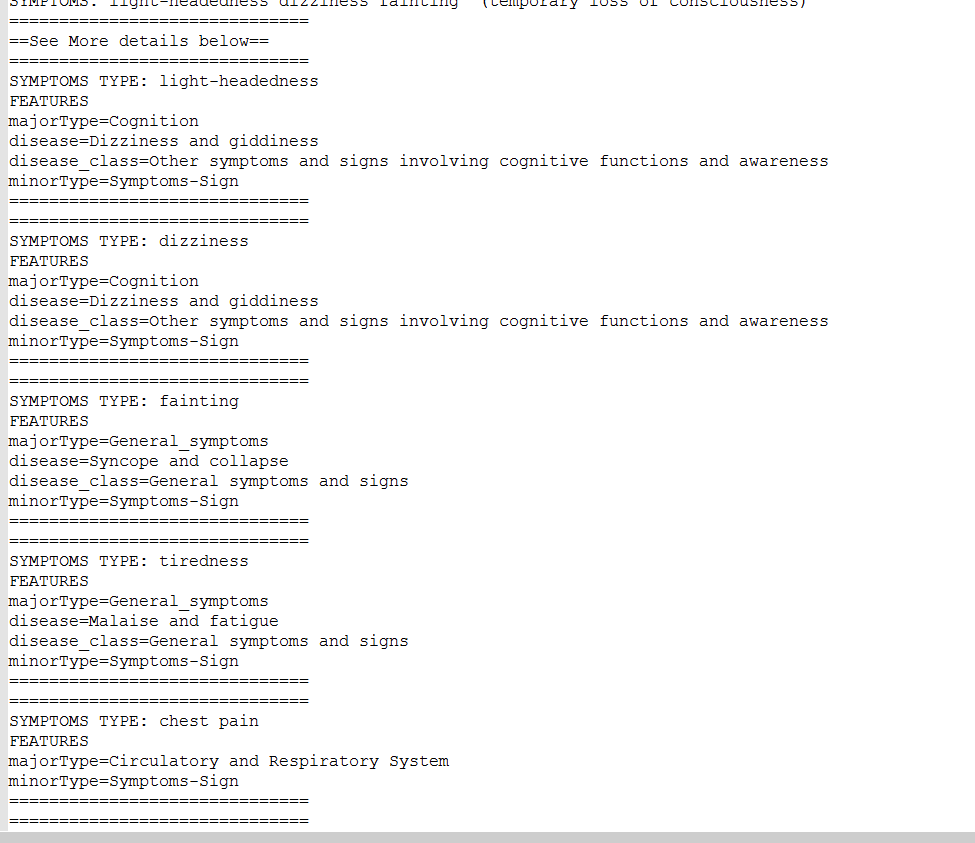 SYMPTOMS: light-headedness dizziness fainting (temporary loss of consciousness)
==============================
==See More details below==
=================================
SYMPTOMS TYPE: light-headedness
FEATURES
majorType=Cognition
disease=Dizziness and giddiness
disease_class=Other symptoms and signs involving cognitive functions and awareness
minorType=Symptoms-Sign
==============================
==============================
SYMPTOMS TYPE: dizziness
FEATURES
majorType=Cognition
disease=Dizziness and giddiness
disease_class=Other symptoms and signs involving cognitive functions and awareness
minorType=Symptoms-Sign
==============================
==============================
SYMPTOMS TYPE: fainting
FEATURES
majorType=General_symptoms
disease=Syncope and collapse
disease_class=General symptoms and signs
minorType=Symptoms-Sign
==============================
==============================
SYMPTOMS TYPE: tiredness
FEATURES
majorType=General_symptoms
disease=Malaise and fatigue
disease_class=General symptoms and signs
minorType=Symptoms-Sign
==============================
==============================
SYMPTOMS TYPE: chest pain
FEATURES
majorType=Circulatory and Respiratory System
minorType=Symptoms-Sign
==============================
==============================